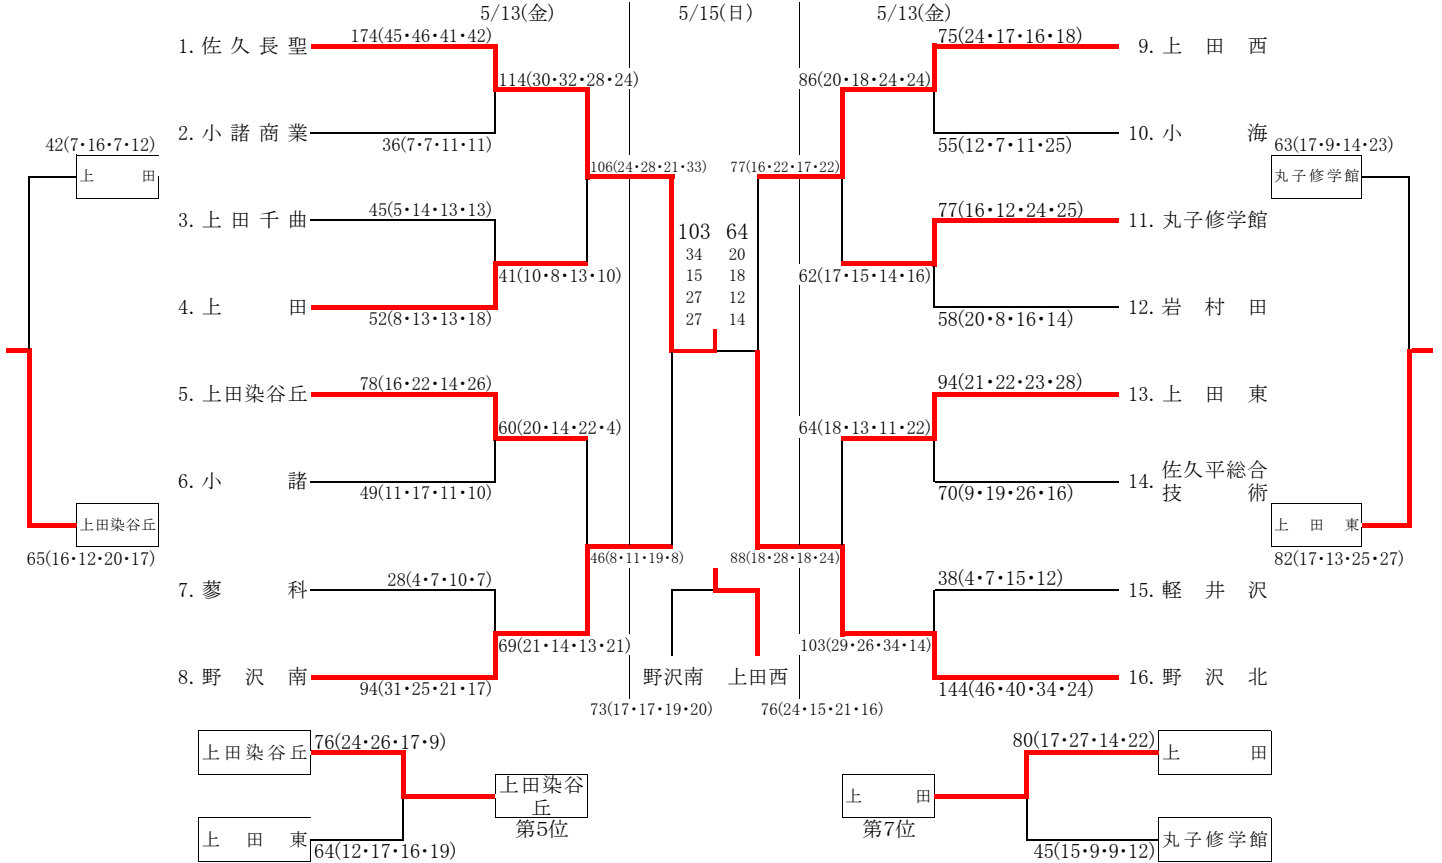 5/13(金)
5/15(日)
5/13(金)
1. 佐久長聖
174(45・46・41・42)
114(30・32・28・24)
2. 小諸商業
36(7・7・11・11)
42(7・16・7・12)
上田
106(24・28・21・33)
3. 上田千曲
45(5・14・13・13)
41(10・8・13・10)
4. 上田
52(8・13・13・18)
5. 上田染谷丘
78(16・22・14・26)
60(20・14・22・4)
6. 小諸
49(11・17・11・10)
上田染谷丘
65(16・12・20・17)
46(8・11・19・8)
7. 蓼科
28(4・7・10・7)
69(21・14・13・21)
8. 野沢南
94(31・25・21・17)
103 64
34 20
15 18
27 12
27 14
野沢南 上田西
73(17・17・19・20)
76(24・15・21・16)
75(24・17・16・18)
9. 上田西
86(20・18・24・24)
10. 小海
55(12・7・11・25)
63(17・9・14・23)
丸子修学館
77(16・22・17・22)
77(16・12・24・25)
11. 丸子修学館
62(17・15・14・16)
12. 岩村田
58(20・8・16・14)
94(21・22・23・28)
13. 上田東
64(18・13・11・22)
14. 佐久平総合
技術
70(9・19・26・16)
上田東
82(17・13・25・27)
88(18・28・18・24)
38(4・7・15・12)
15. 軽井沢
103(29・26・34・14)
16. 野沢北
144(46・40・34・24)
上田染谷丘
76(24・26・17・9)
上田染谷
丘
第5位
上田東
64(12・17・16・19)
80(17・27・14・22)
上田
上田
第7位
丸子修学館
45(15・9・9・12)